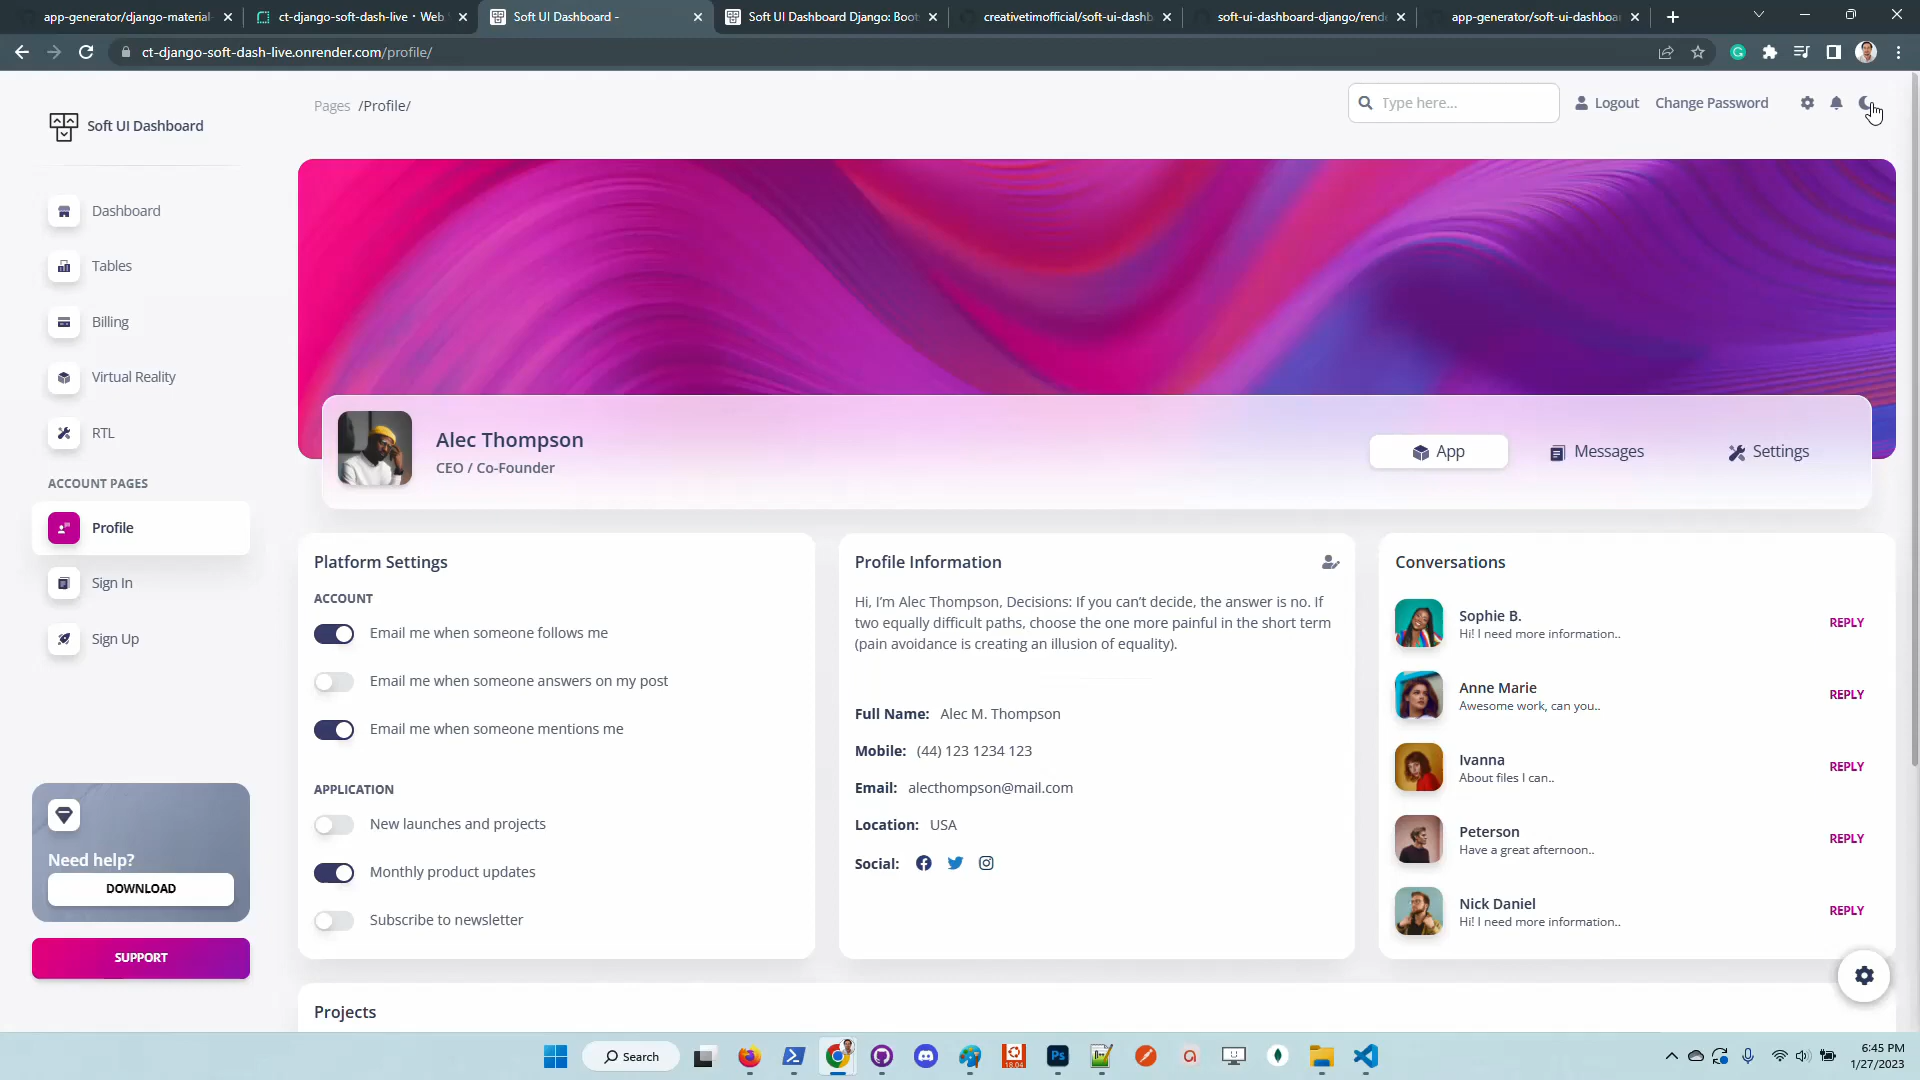 app-generator/django-material
ct-django-soft-dash-live · Web
Soft UI Dashboard -
Soft UI Dashboard Django: Boot
creativetimofficial/soft-ui-dashb
soft-ui-dashboard-django/rend
app-generator/soft-ui-dashboar
ct-django-soft-dash-live.onrender.com/profile/
Soft UI Dashboard
Pages /Profile/
Type here...
Logout
Change Password
Dashboard
Tables
Billing
Virtual Reality
RTL
ACCOUNT PAGES
Profile
Sign In
Sign Up
Need help?
DOWNLOAD
SUPPORT
Alec Thompson
CEO / Co-Founder
App
Messages
Settings
Platform Settings
ACCOUNT
Email me when someone follows me
Email me when someone answers on my post
Email me when someone mentions me
APPLICATION
New launches and projects
Monthly product updates
Subscribe to newsletter
Profile Information
Hi, I'm Alec Thompson, Decisions: If you can't decide, the answer is no. If
two equally difficult paths, choose the one more painful in the short term
(pain avoidance is creating an illusion of equality).
Full Name: Alec M. Thompson
Mobile: (44) 123 1234 123
Email: alecthompson@mail.com
Location: USA
Social:
Conversations
Sophie B.
Hi! I need more information..
REPLY
Anne Marie
Awesome work, can you..
REPLY
Ivanna
About files I can..
REPLY
Peterson
Have a great afternoon..
REPLY
Nick Daniel
Hi! I need more information..
REPLY
Projects
Search
Ps
18.04
6:45 PM
1/27/2023